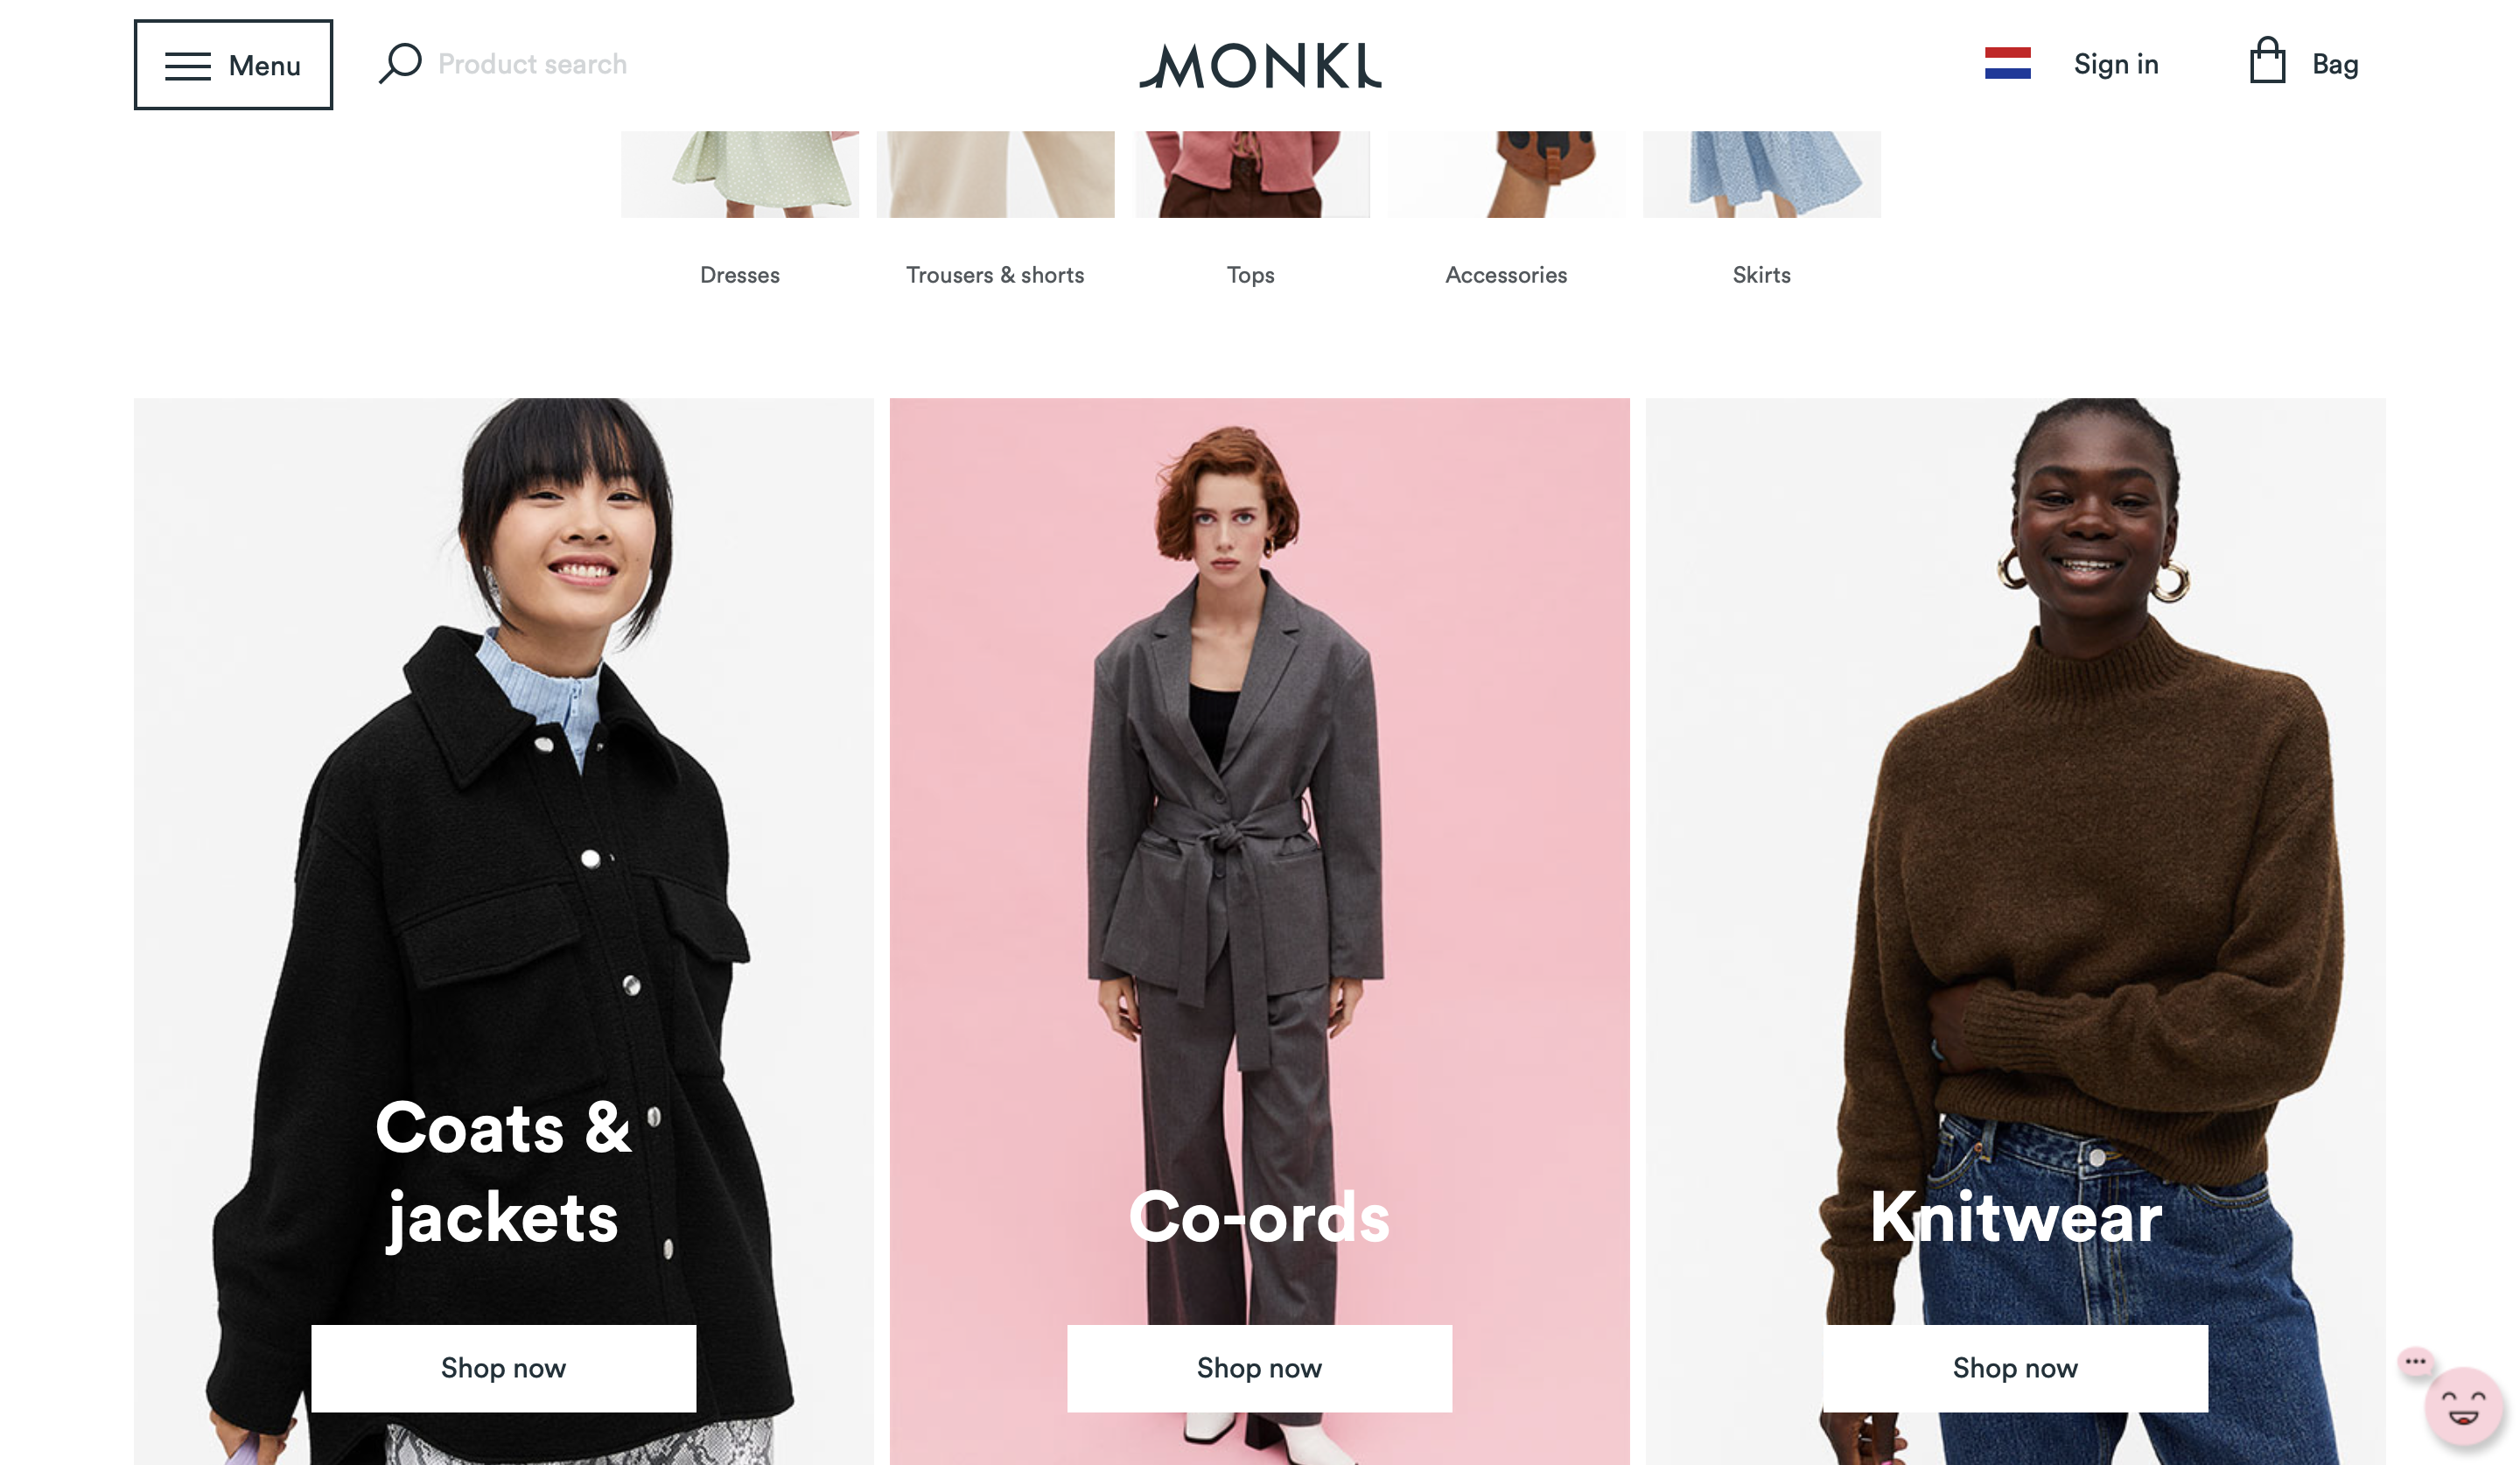 Menu
Product search
MONKI
Sign in
Bag
Dresses
Trousers & shorts
Tops
Accessories
Skirts
Coats &
jackets
Shop now
Co-ords
Shop now
Knitwear
Shop now